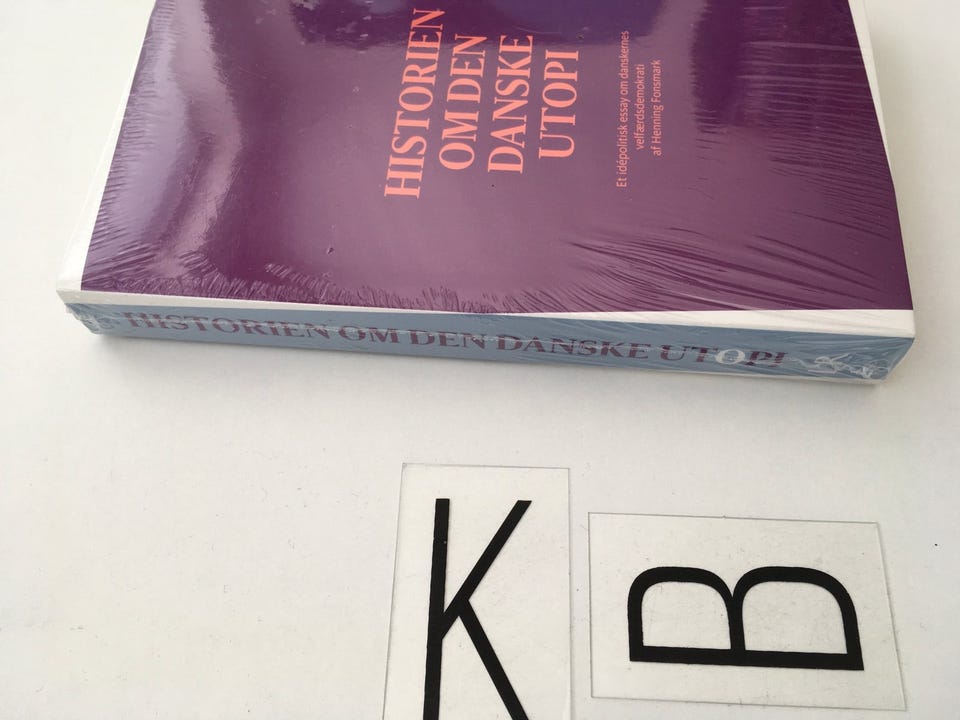 HISTORIEN
OM DEN
DANSKE
UTOPI
Et idépolitisk essay om danskernes
velfærdsdemokrati
af Henning Fonsmark
HISTORIEN OM DEN DANSKE UTOPI
K
B